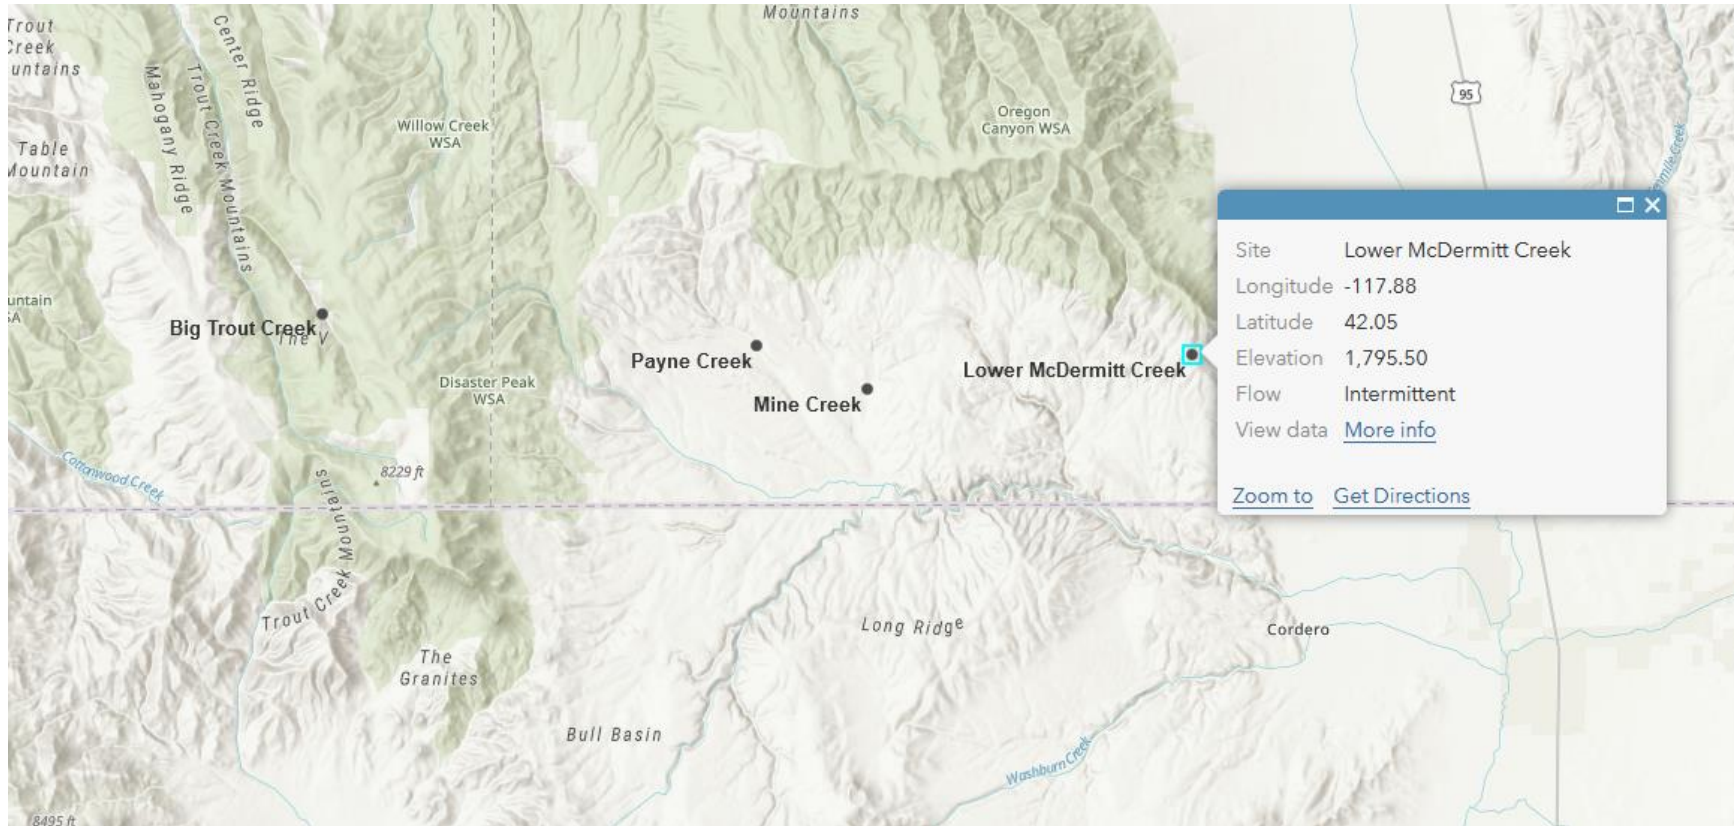 Mountains
Trout
Creek
untains
Center Ridge
Trout Creek Mountains
Mahogany Ridge
Willow Creek
WSA
Oregon
Canyon WSA
95
Table
Mountain
untain
SA
Big Trout Creek
The V
Payne Creek
Mine Creek
Lower McDermitt Creek
Disaster Peak
WSA
Site Lower McDermitt Creek
Longitude -117.88
Latitude 42.05
Elevation 1,795.50
Flow Intermittent
View data More info
Zoom to Get Directions
Cottonwood Creek
8229 ft
Trout Creek Mountains
The
Granites
Long Ridge
Cordero
Bull Basin
Washburn Creek
8495 ft